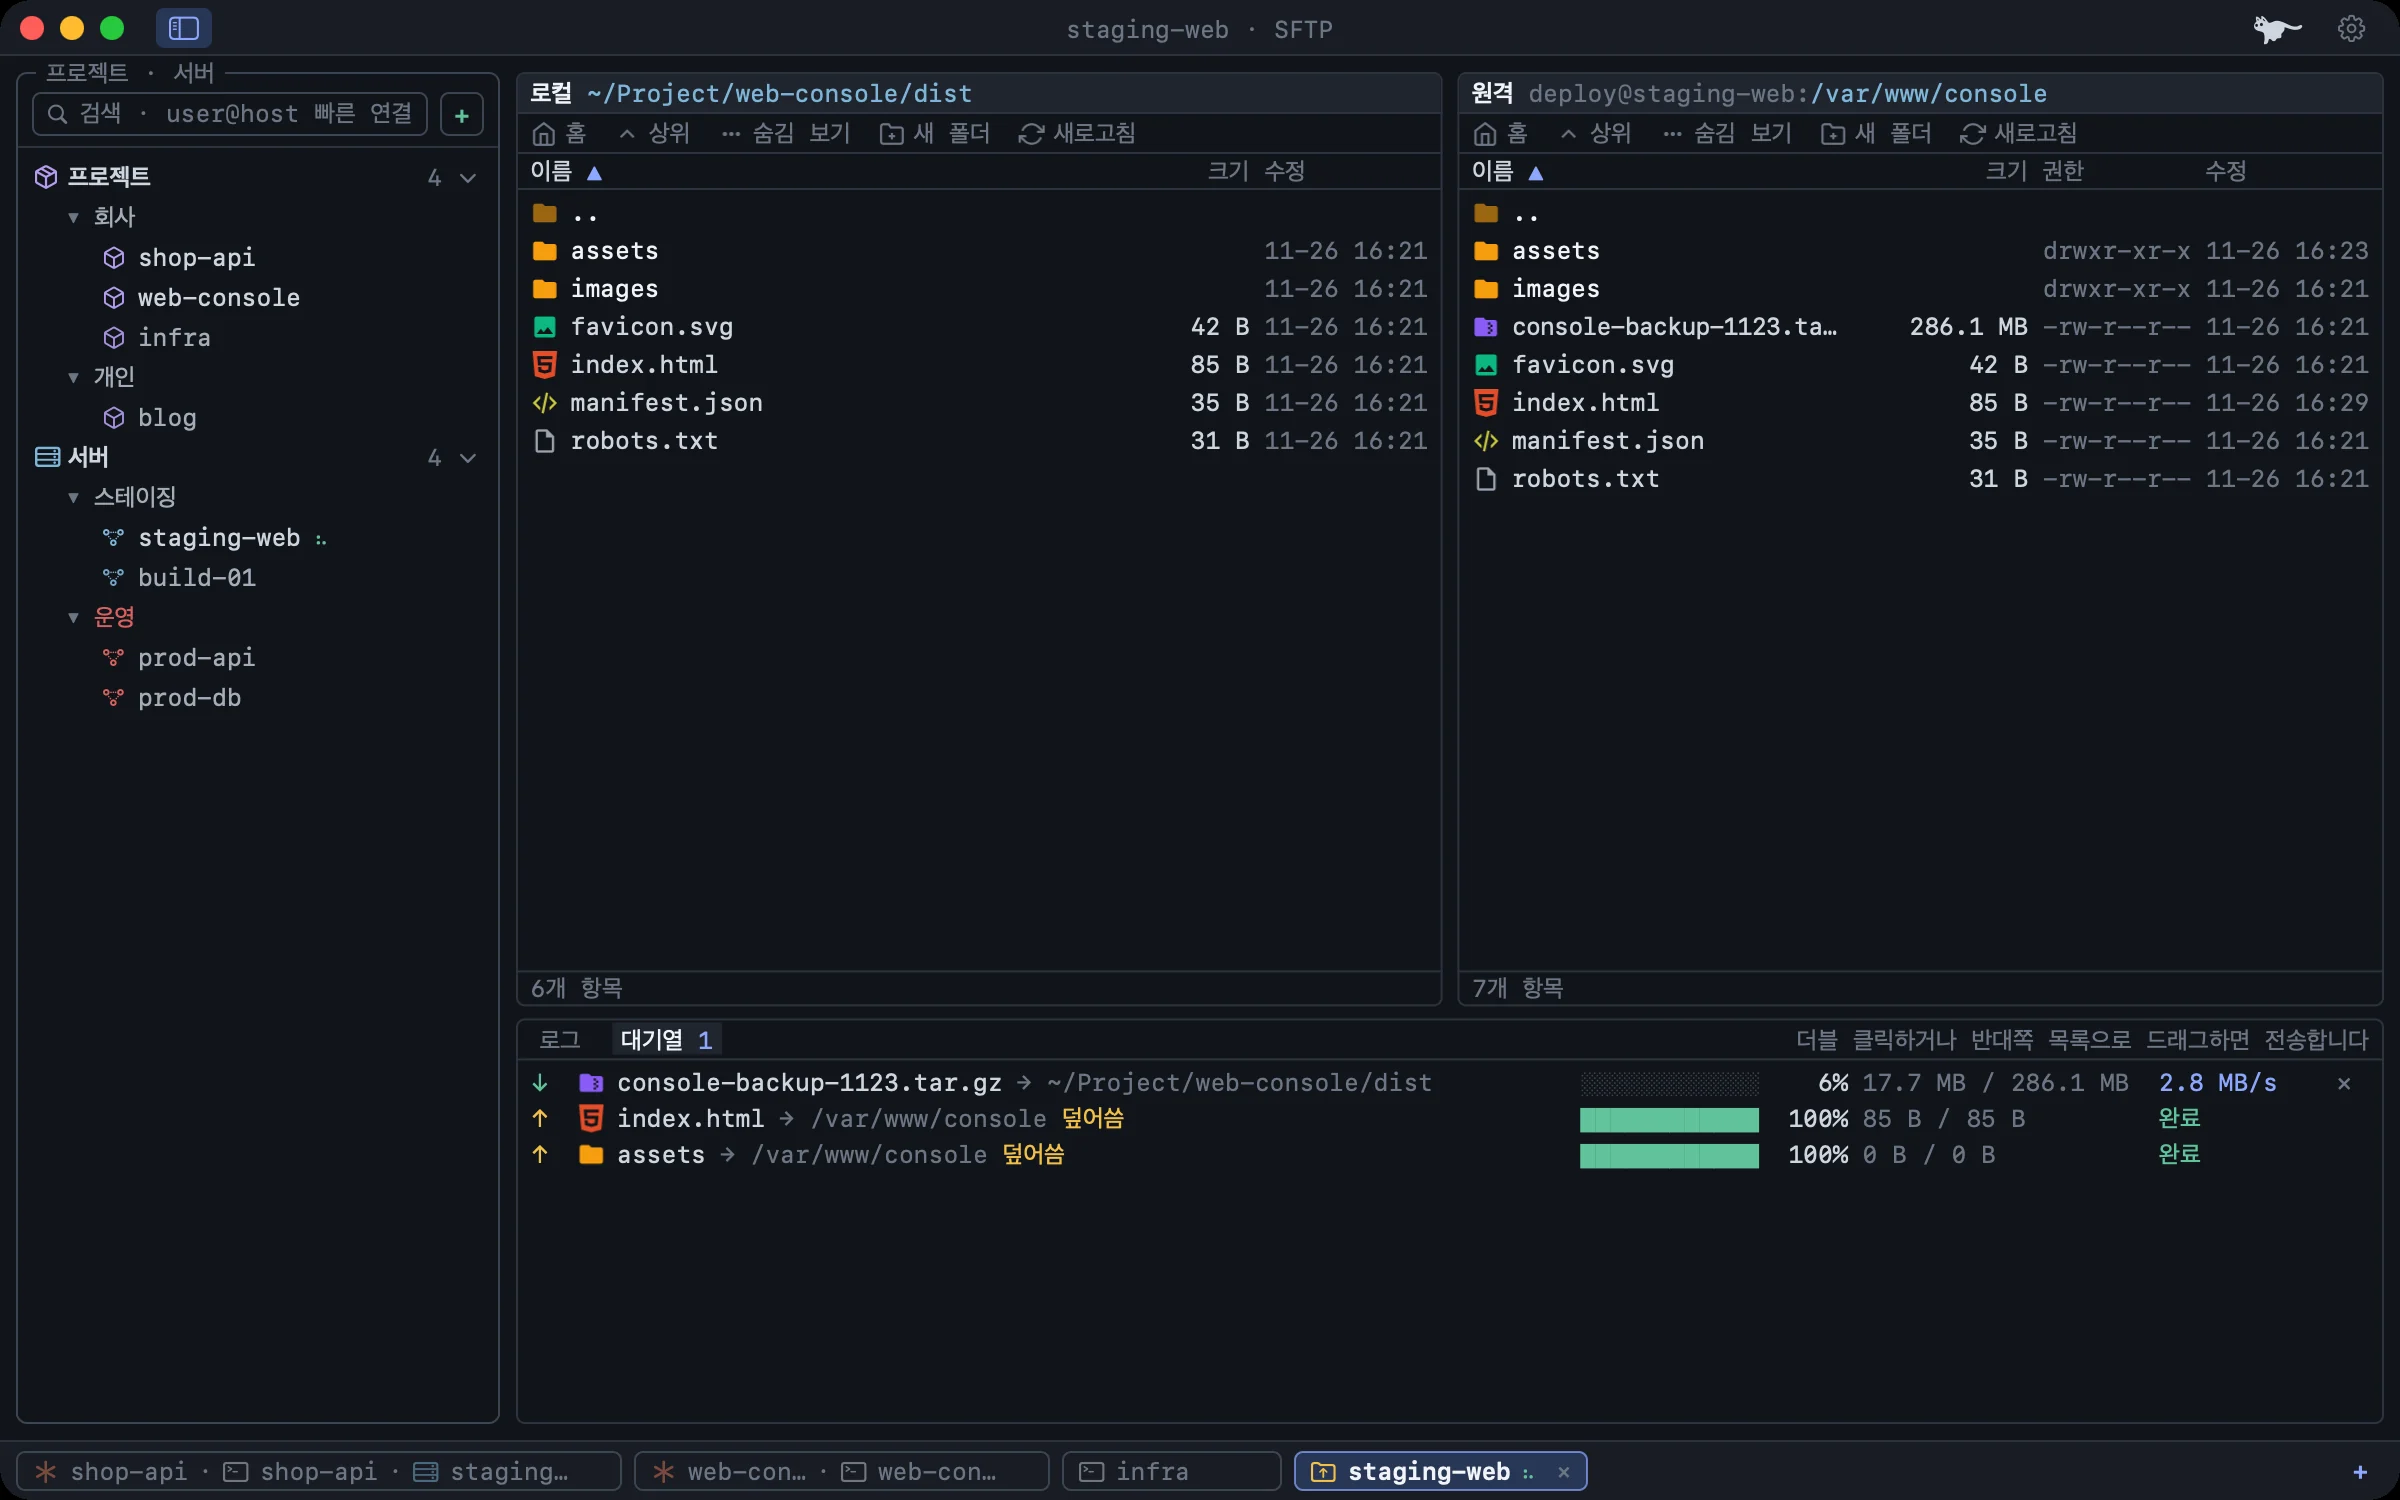 staging-web · SFTP
프로젝트 · 서버
검색 · user@host 빠른 연결 +
프로젝트 4
회사
shop-api
web-console
infra
개인
blog
서버 4
스테이징
staging-web
build-01
운영
prod-api
prod-db
로컬 ~/Project/web-console/dist
홈 상위 숨김 보기 새 폴더 새로고침
이름 ▲ 크기 수정
..
assets 11-26 16:21
images 11-26 16:21
favicon.svg 42 B 11-26 16:21
index.html 85 B 11-26 16:21
manifest.json 35 B 11-26 16:21
robots.txt 31 B 11-26 16:21
6개 항목
원격 deploy@staging-web:/var/www/console
홈 상위 숨김 보기 새 폴더 새로고침
이름 ▲ 크기 권한 수정
..
assets drwxr-xr-x 11-26 16:23
images drwxr-xr-x 11-26 16:21
console-backup-1123.ta… 286.1 MB -rw-r--r-- 11-26 16:21
favicon.svg 42 B -rw-r--r-- 11-26 16:21
index.html 85 B -rw-r--r-- 11-26 16:29
manifest.json 35 B -rw-r--r-- 11-26 16:21
robots.txt 31 B -rw-r--r-- 11-26 16:21
7개 항목
로그 대기열 1 더블 클릭하거나 반대쪽 목록으로 드래그하면 전송합니다
↓ console-backup-1123.tar.gz → ~/Project/web-console/dist 6% 17.7 MB / 286.1 MB 2.8 MB/s ×
↑ index.html → /var/www/console 덮어씀 100% 85 B / 85 B 완료
↑ assets → /var/www/console 덮어씀 100% 0 B / 0 B 완료
shop-api · shop-api · staging… web-con… · web-con… infra staging-web × +